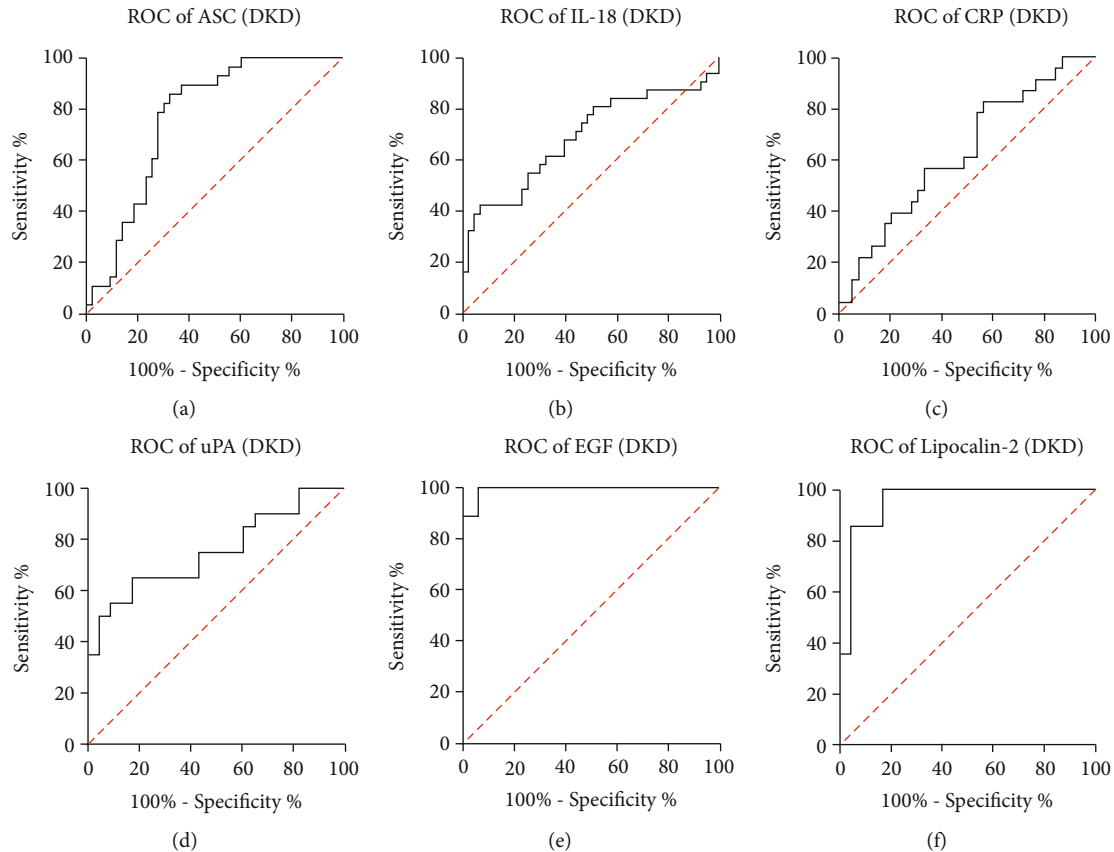 ROC of ASC (DKD)
100
80
60
40
20
0
Sensitivity %
0 20 40 60 80 100
100% - Specificity %
(a)
ROC of IL-18 (DKD)
100
80
60
40
20
0
Sensitivity %
0 20 40 60 80 100
100% - Specificity %
(b)
ROC of CRP (DKD)
100
80
60
40
20
0
Sensitivity %
0 20 40 60 80 100
100% - Specificity %
(c)
ROC of uPA (DKD)
100
80
60
40
20
0
Sensitivity %
0 20 40 60 80 100
100% - Specificity %
(d)
ROC of EGF (DKD)
100
80
60
40
20
0
Sensitivity %
0 20 40 60 80 100
100% - Specificity %
(e)
ROC of Lipocalin-2 (DKD)
100
80
60
40
20
0
Sensitivity %
0 20 40 60 80 100
100% - Specificity %
(f)